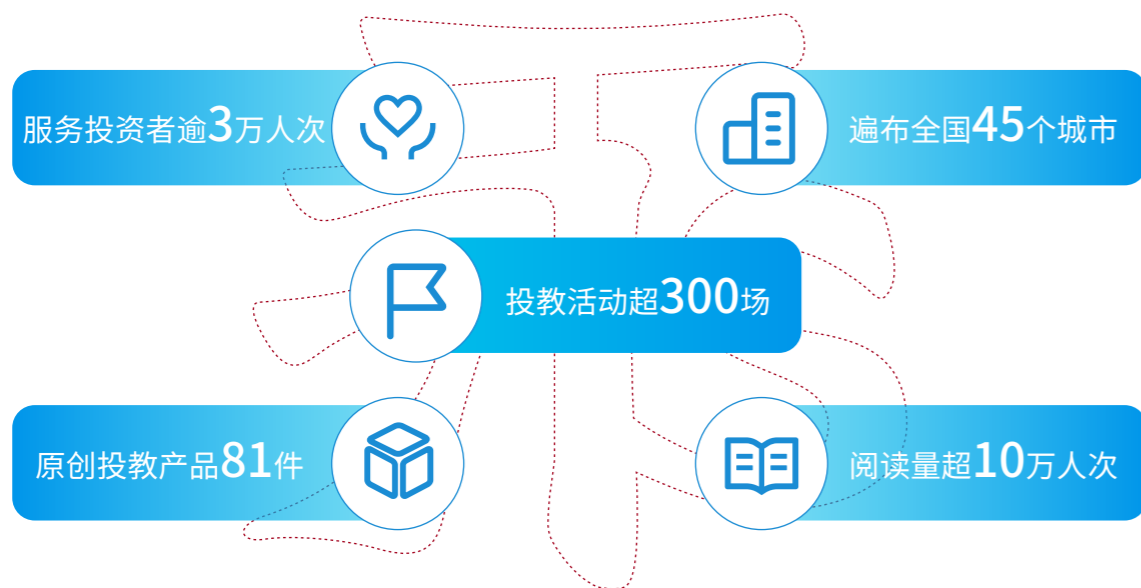 服务投资者逾3万人次
遍布全国45个城市
投教活动超300场
原创投教产品81件
阅读量超10万人次